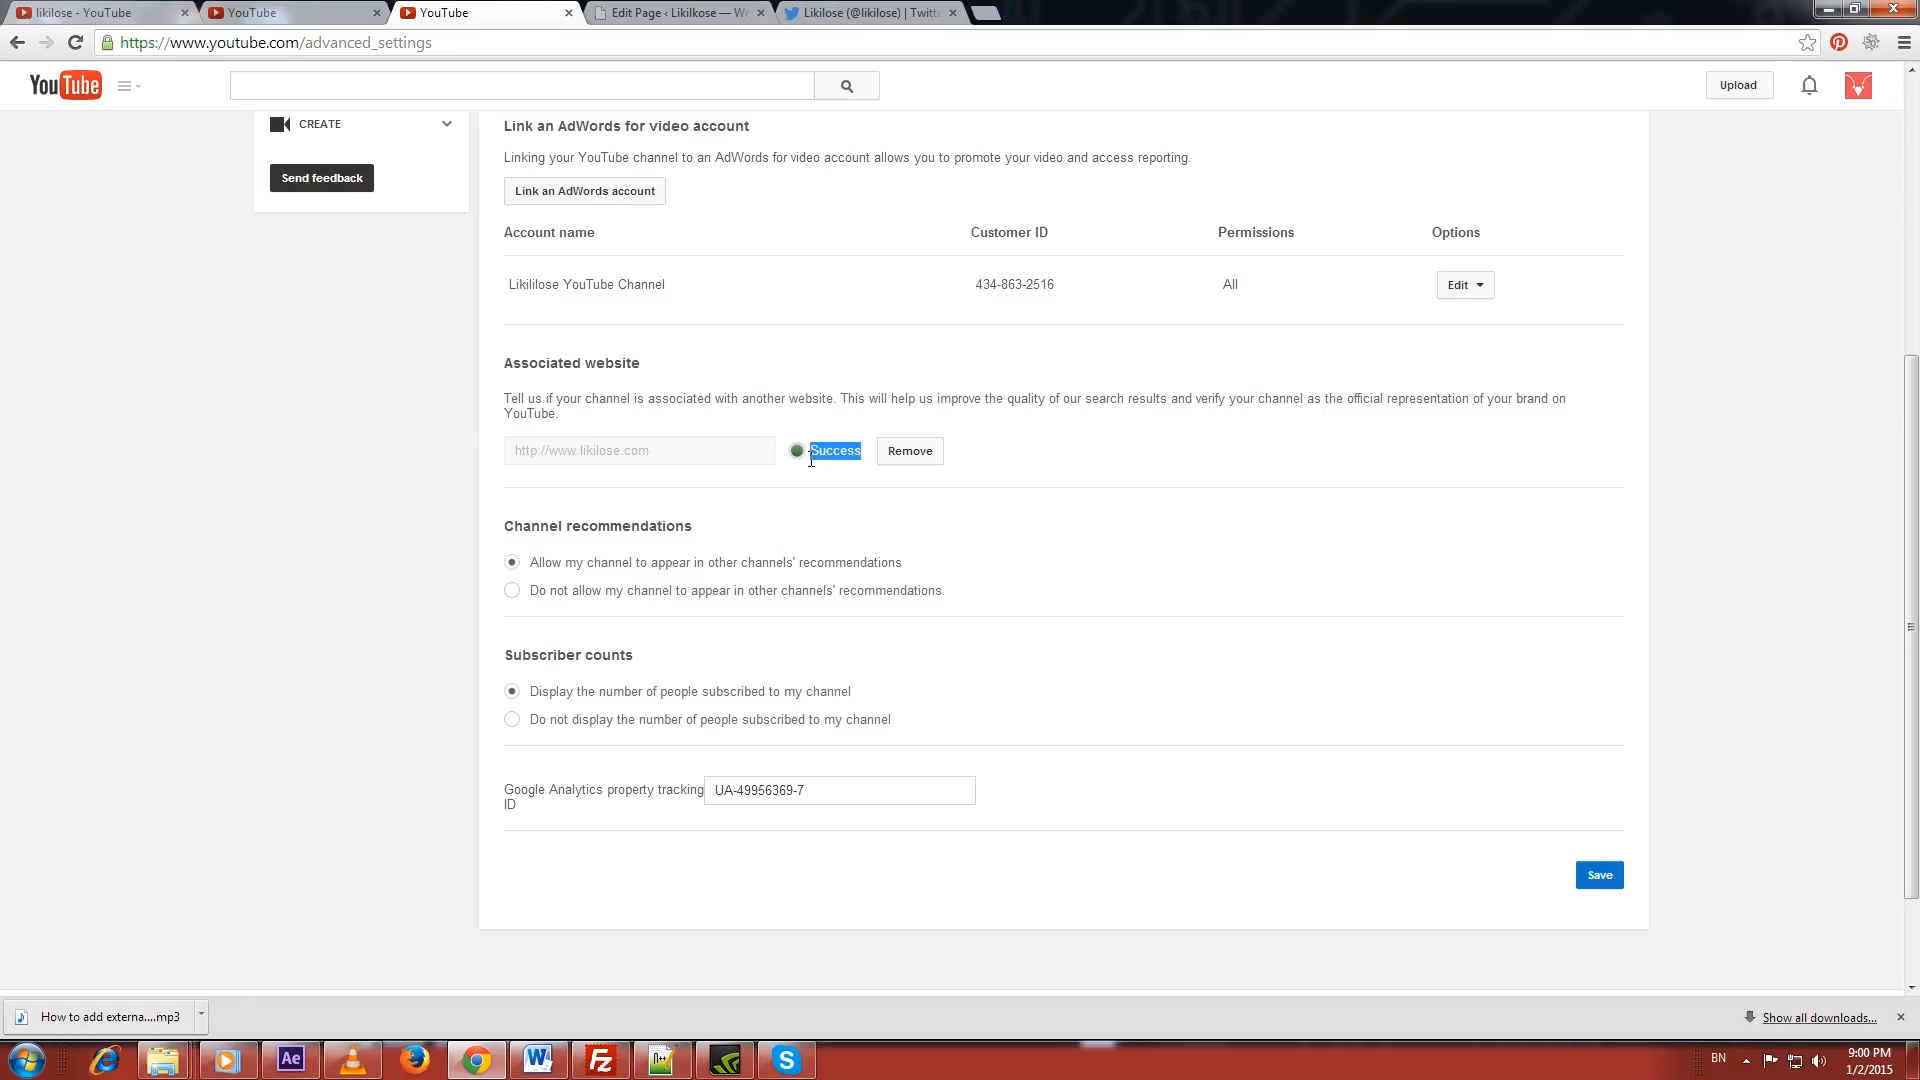 likilose - YouTube
YouTube
YouTube
Edit Page ‹ Likilkose — W
Likilose (@likilose) | Twitt
https://www.youtube.com/advanced_settings
YouTube
Upload
CREATE
Send feedback
Link an AdWords for video account
Linking your YouTube channel to an AdWords for video account allows you to promote your video and access reporting.
Link an AdWords account
Account name Customer ID Permissions Options
Likililose YouTube Channel 434-863-2516 All Edit
Associated website
Tell us if your channel is associated with another website. This will help us improve the quality of our search results and verify your channel as the official representation of your brand on
YouTube.
http://www.likilose.com Success Remove
Channel recommendations
Allow my channel to appear in other channels' recommendations
Do not allow my channel to appear in other channels' recommendations
Subscriber counts
Display the number of people subscribed to my channel
Do not display the number of people subscribed to my channel
Google Analytics property tracking UA-49956369-7
ID
Save
How to add externa....mp3
Show all downloads...
Ae
BN
9:00 PM
1/2/2015